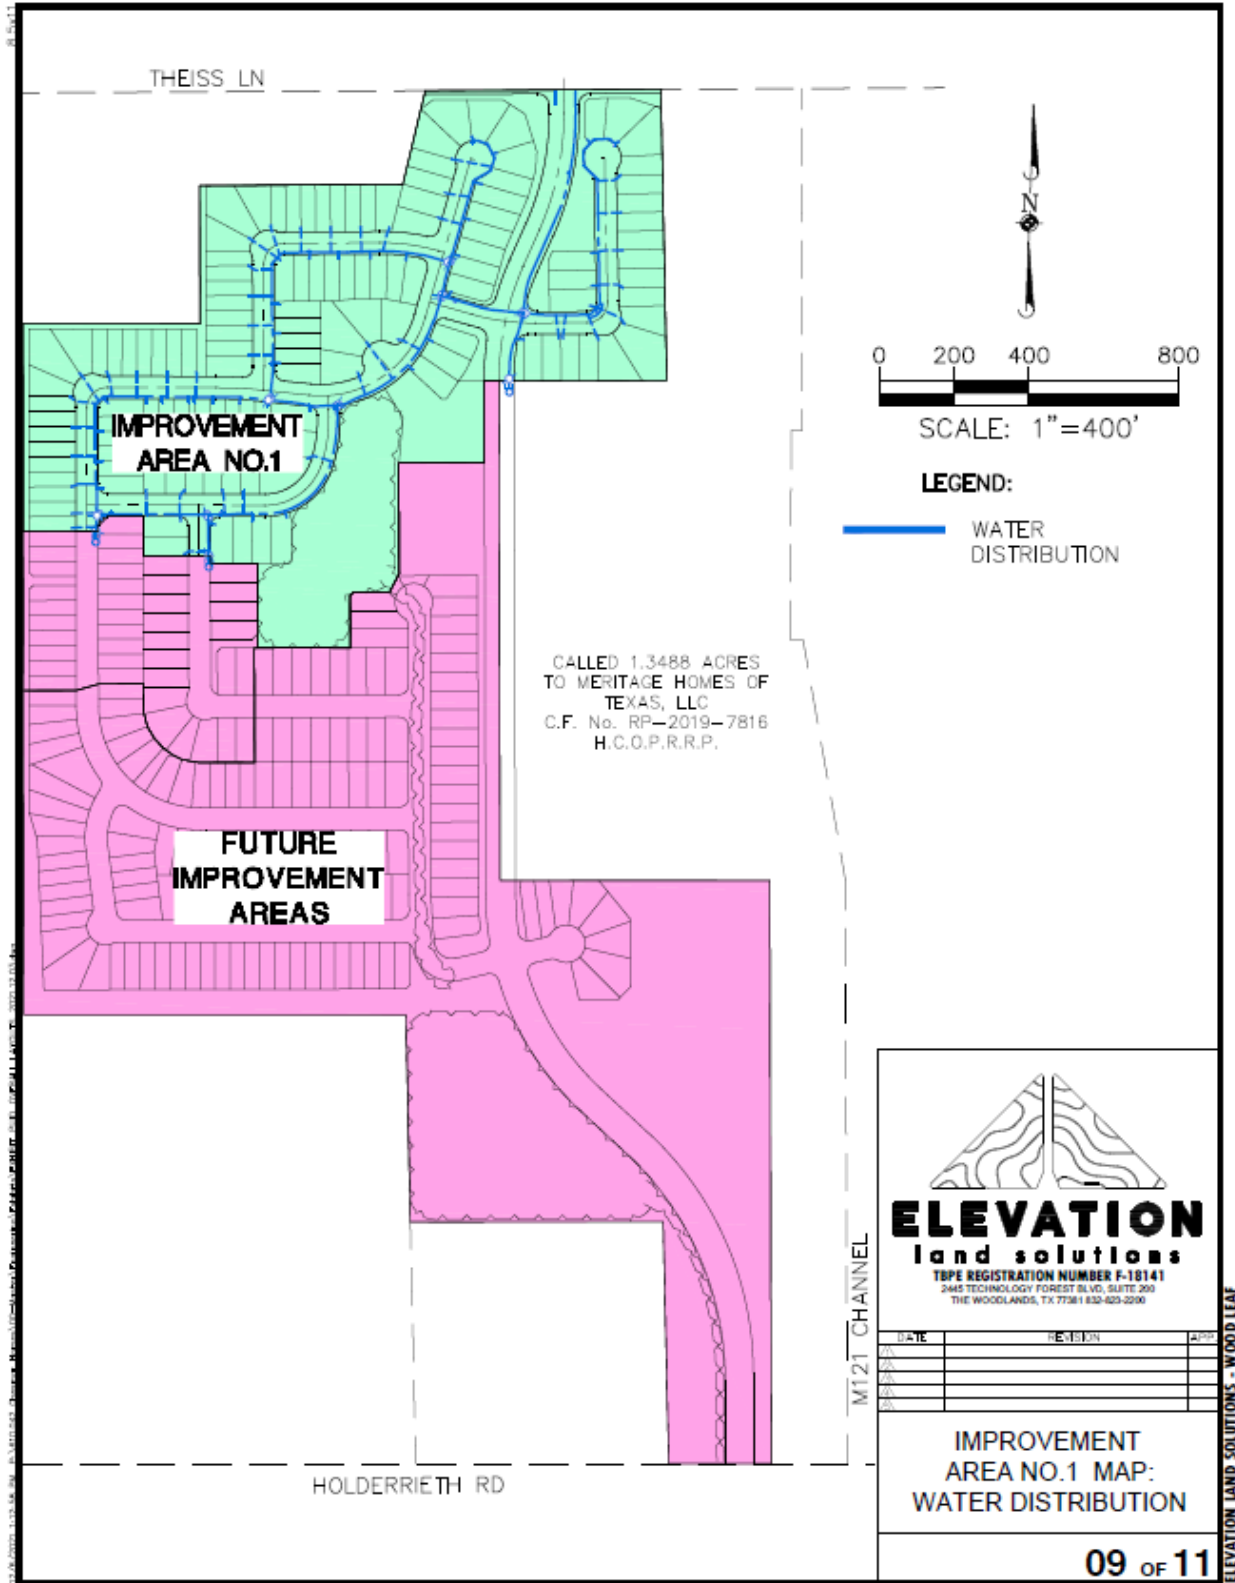 8.5x11
THEISS LN
N
0 200 400 800
SCALE: 1"=400'
LEGEND:
WATER
DISTRIBUTION
IMPROVEMENT
AREA NO.1
CALLED 1.3488 ACRES
TO MERITAGE HOMES OF
TEXAS, LLC
C.F. No. RP-2019-7816
H.C.O.P.R.R.P.
FUTURE
IMPROVEMENT
AREAS
M121 CHANNEL
HOLDERRIETH RD
ELEVATION
land solutions
TBPE REGISTRATION NUMBER F-18141
2445 TECHNOLOGY FOREST BLVD, SUITE 200
THE WOODLANDS, TX 77381 832-823-2200
DATE REVISION APP.
IMPROVEMENT
AREA NO.1 MAP:
WATER DISTRIBUTION
09 OF 11
ELEVATION LAND SOLUTIONS - WOOD LEAF